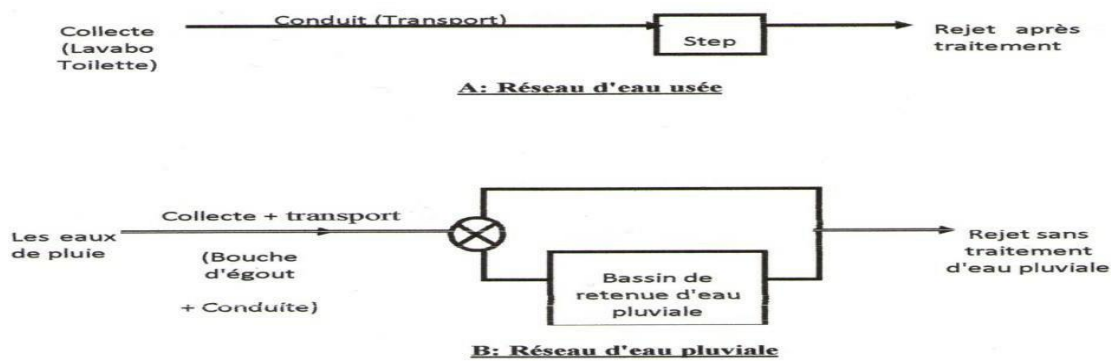 Collecte
(Lavabo
Toilette)
Conduit (Transport)
Step
Rejet après
traitement
A: Réseau d'eau usée
Les eaux
de pluie
Collecte + transport
(Bouche
d'égout
+ Conduite)
Bassin de
retenue d'eau
pluviale
Rejet sans
traitement
d'eau pluviale
B: Réseau d'eau pluviale